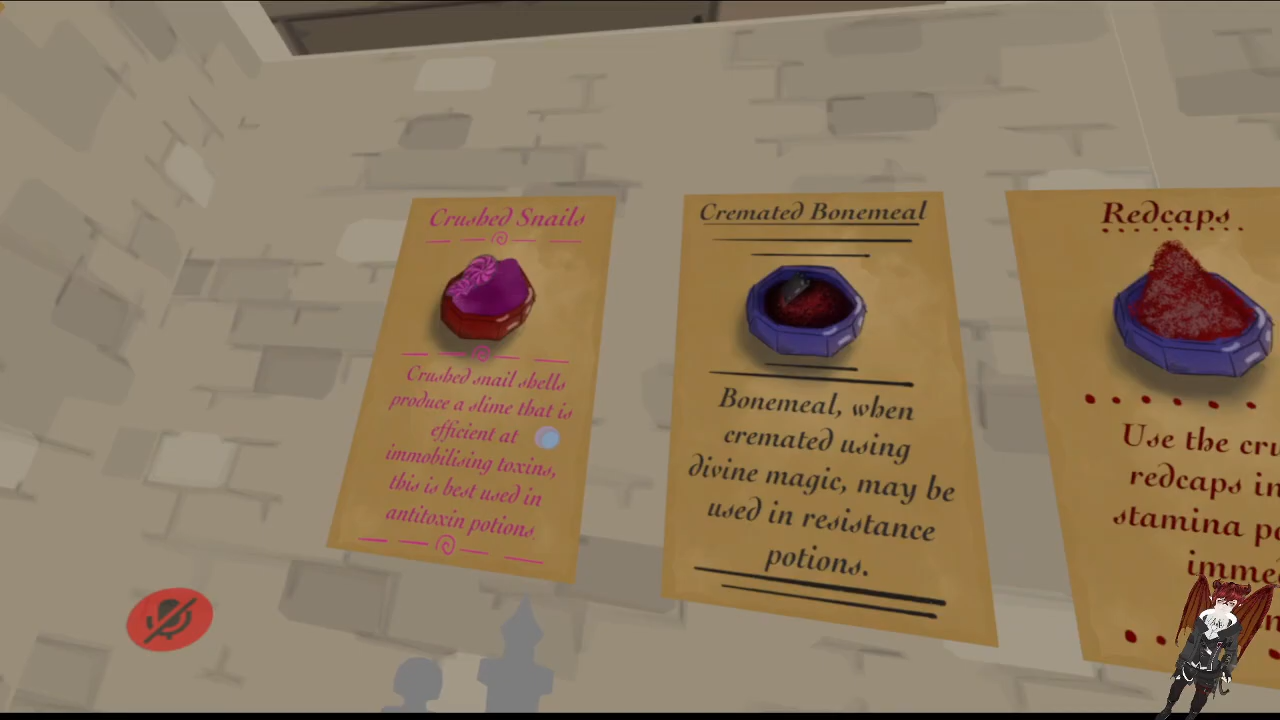 Crushed Snails
Crushed snail shells
produce a slime that is
efficient at
immobilising toxins,
this is best used in
antitoxin potions.
Cremated Bonemeal
Bonemeal, when
cremated using
divine magic, may be
used in resistance
potions.
Redcaps
Use the cru
redcaps in
stamina po
imme